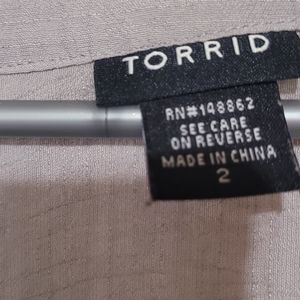 TORRID
RN#148862
SEE CARE
ON REVERSE
MADE IN CHINA
2